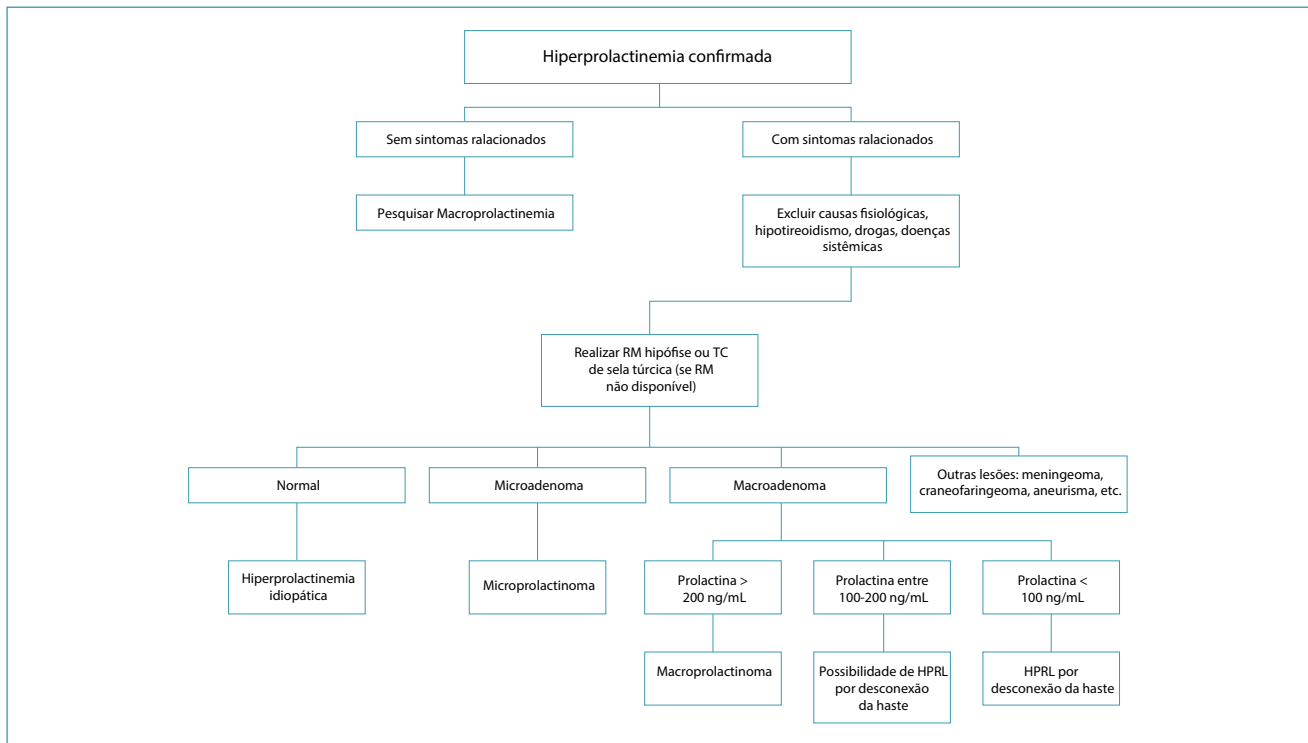 Hiperprolactinemia confirmada
Sem sintomas ralacionados
Com sintomas ralacionados
Pesquisar Macroprolactinemia
Excluir causas fisiológicas,
hipotireoidismo, drogas, doenças
sistêmicas
Realizar RM hipófise ou TC
de sela túrcica (se RM
não disponível)
Normal
Microadenoma
Macroadenoma
Outras lesões: meningeoma,
craneofaringeoma, aneurisma, etc.
Hiperprolactinemia
idiopática
Microprolactinoma
Prolactina >
200 ng/mL
Prolactina entre
100-200 ng/mL
Prolactina <
100 ng/mL
Macroprolactinoma
Possibilidade de HPRL
por desconexão
da haste
HPRL por
desconexão da haste